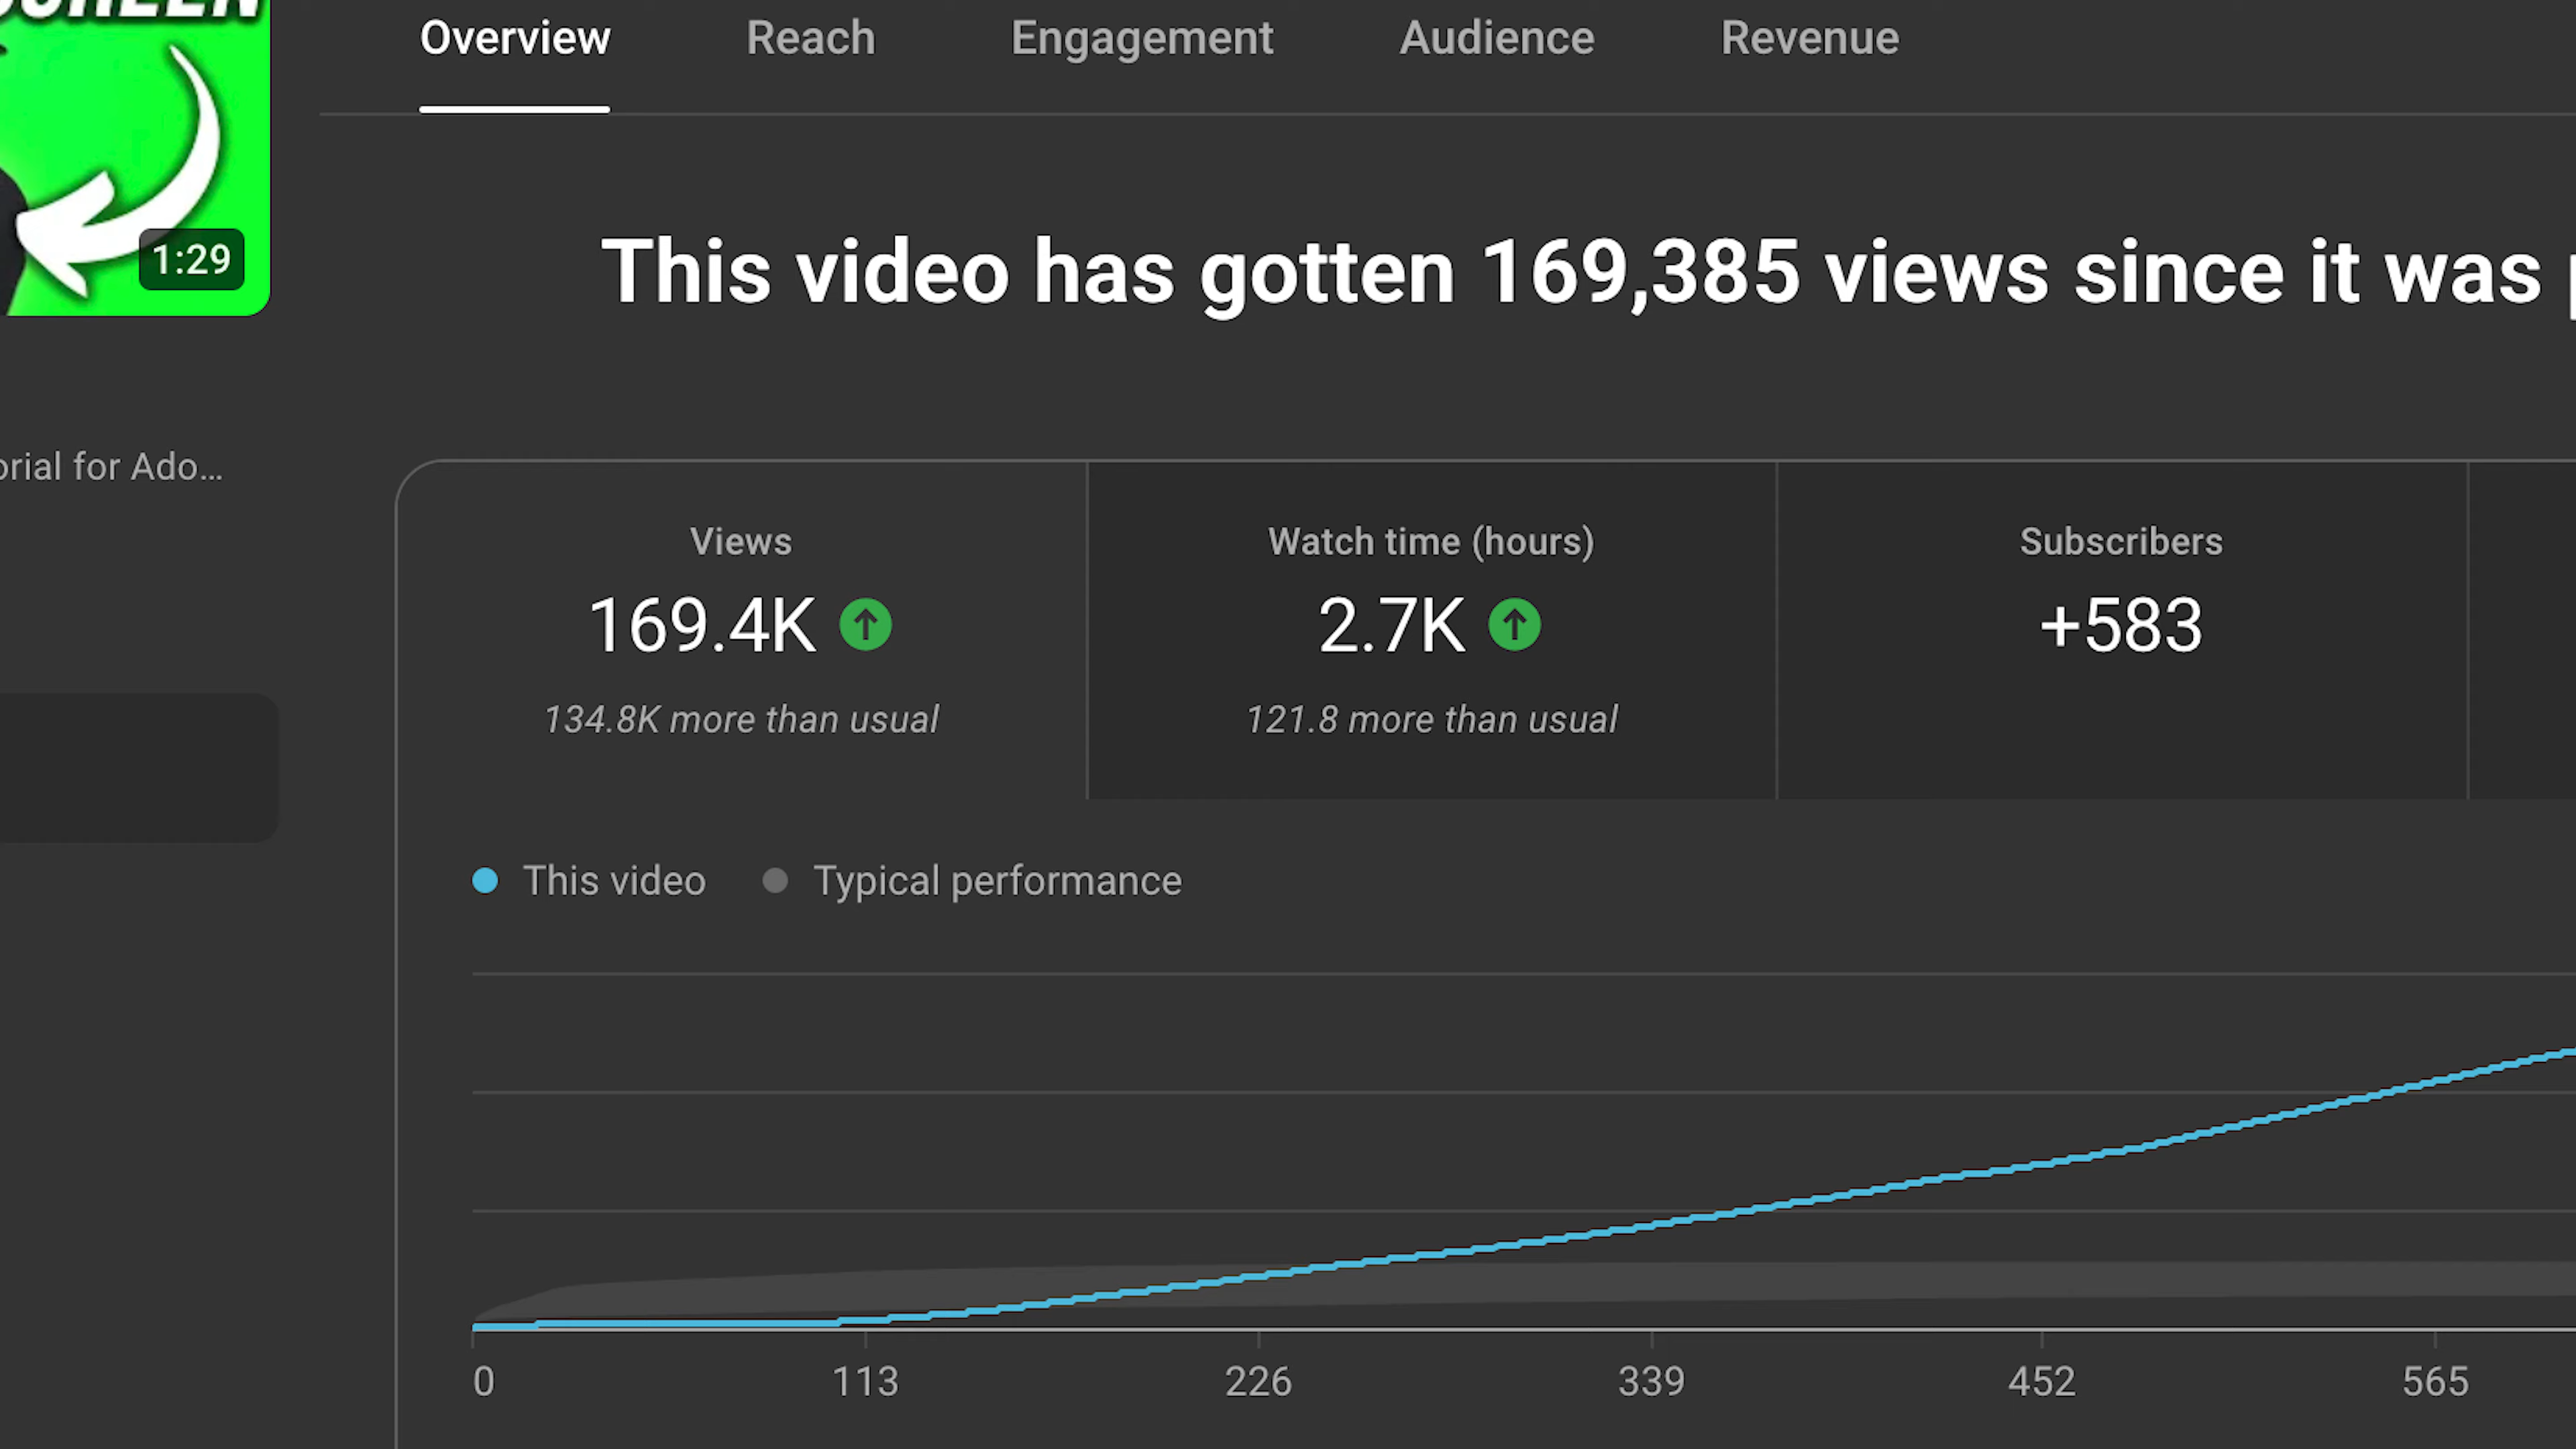 Overview Reach Engagement Audience Revenue
1:29
This video has gotten 169,385 views since it was
orial for Ado...
Views Watch time (hours) Subscribers
169.4K 2.7K +583
134.8K more than usual 121.8 more than usual
This video Typical performance
0 113 226 339 452 565